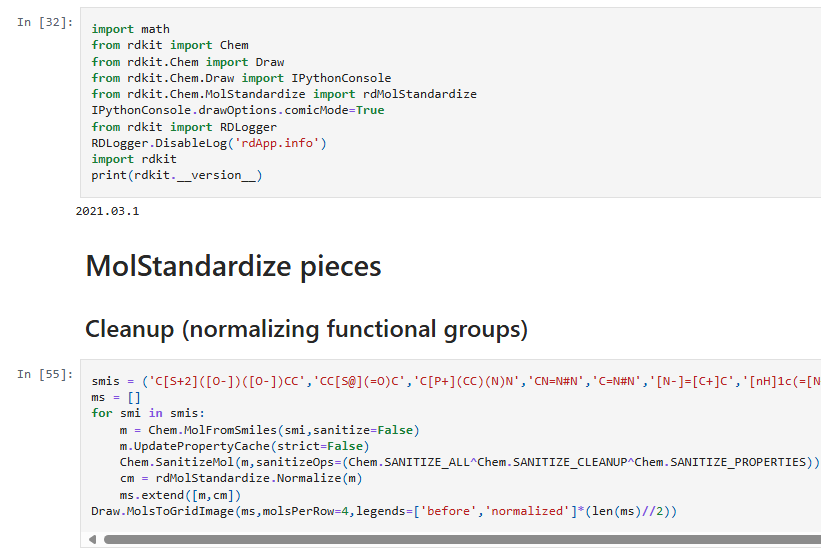 In [32]:
import math
from rdkit import Chem
from rdkit.Chem import Draw
from rdkit.Chem.Draw import IPythonConsole
from rdkit.Chem.MolStandardize import rdMolStandardize
IPythonConsole.drawOptions.comicMode=True
from rdkit import RDLogger
RDLogger.DisableLog('rdApp.info')
import rdkit
print(rdkit.__version__)
2021.03.1
MolStandardize pieces
Cleanup (normalizing functional groups)
In [55]:
smis = ('C[S+2]([O-])([O-])CC','CC[S@](=O)C','C[P+](CC)(N)N','CN=N#N','C=N#N','[N-]=[C+]C','[nH]1c(=[N
ms = []
for smi in smis:
    m = Chem.MolFromSmiles(smi,sanitize=False)
    m.UpdatePropertyCache(strict=False)
    Chem.SanitizeMol(m,sanitizeOps=(Chem.SANITIZE_ALL^Chem.SANITIZE_CLEANUP^Chem.SANITIZE_PROPERTIES))
    cm = rdMolStandardize.Normalize(m)
    ms.extend([m,cm])
Draw.MolsToGridImage(ms,molsPerRow=4,legends=['before','normalized']*(len(ms)//2))